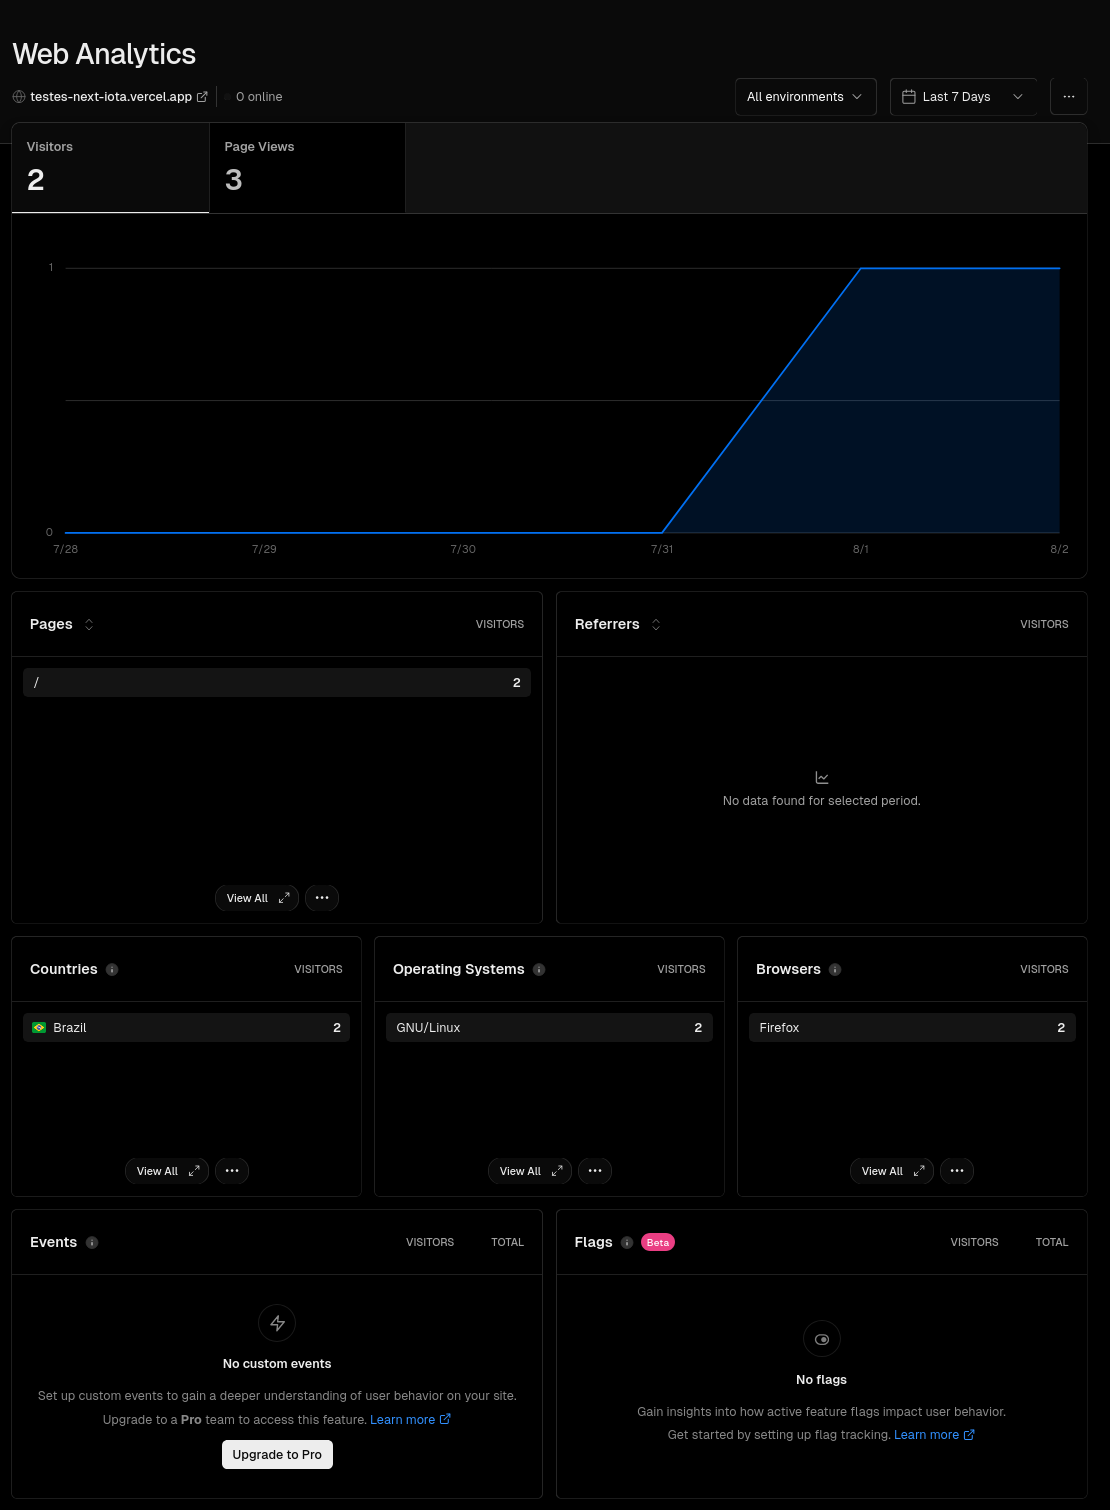 Web Analytics
testes-next-iota.vercel.app 0 online All environments Last 7 Days
Visitors Page Views
2 3
1
0
7/28 7/29 7/30 7/31 8/1 8/2
Pages VISITORS
/ 2
View All
Referrers VISITORS
No data found for selected period.
Countries VISITORS
Brazil 2
View All
Operating Systems VISITORS
GNU/Linux 2
View All
Browsers VISITORS
Firefox 2
View All
Events VISITORS TOTAL
No custom events
Set up custom events to gain a deeper understanding of user behavior on your site.
Upgrade to a Pro team to access this feature. Learn more
Upgrade to Pro
Flags Beta VISITORS TOTAL
No flags
Gain insights into how active feature flags impact user behavior.
Get started by setting up flag tracking. Learn more